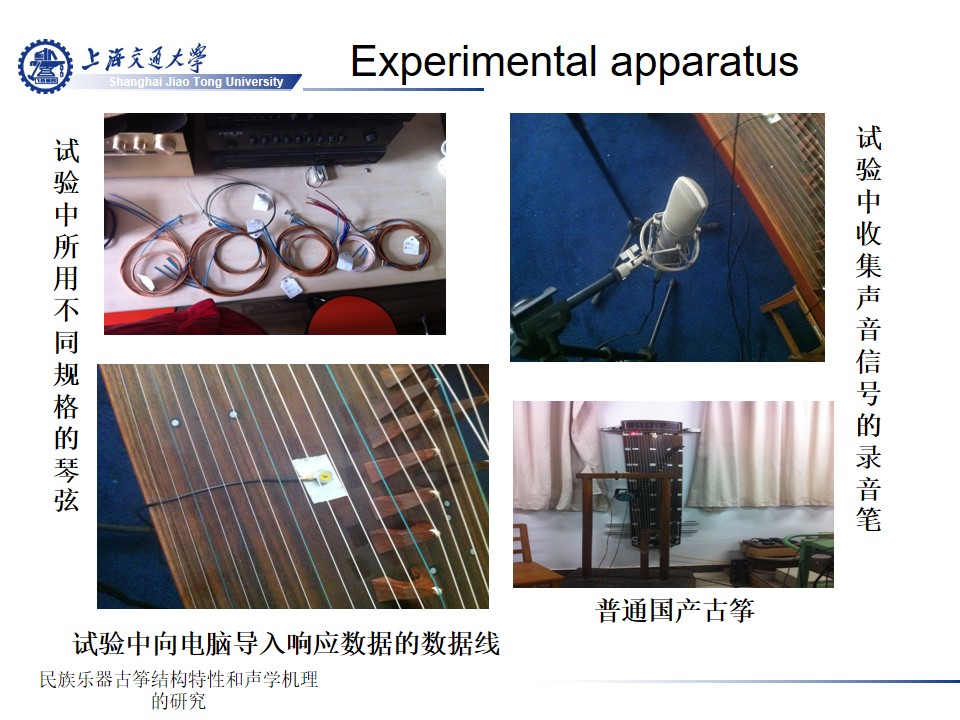 上海交通大学
Shanghai Jiao Tong University
Experimental apparatus
试验中所用不同规格的琴弦
试验中收集声音信号的录音笔
普通国产古筝
试验中向电脑导入响应数据的数据线
民族乐器古筝结构特性和声学机理
的研究